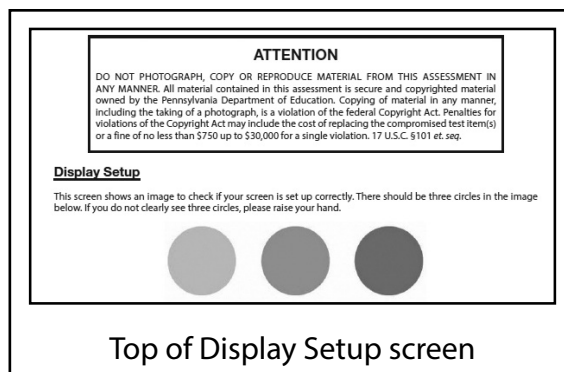 ATTENTION
DO NOT PHOTOGRAPH, COPY OR REPRODUCE MATERIAL FROM THIS ASSESSMENT IN
ANY MANNER. All material contained in this assessment is secure and copyrighted material
owned by the Pennsylvania Department of Education. Copying of material in any manner,
including the taking of a photograph, is a violation of the federal Copyright Act. Penalties for
violations of the Copyright Act may include the cost of replacing the compromised test item(s)
or a fine of no less than $750 up to $30,000 for a single violation. 17 U.S.C. §101 et. seq.
Display Setup
This screen shows an image to check if your screen is set up correctly. There should be three circles in the image
below. If you do not clearly see three circles, please raise your hand.
Top of Display Setup screen